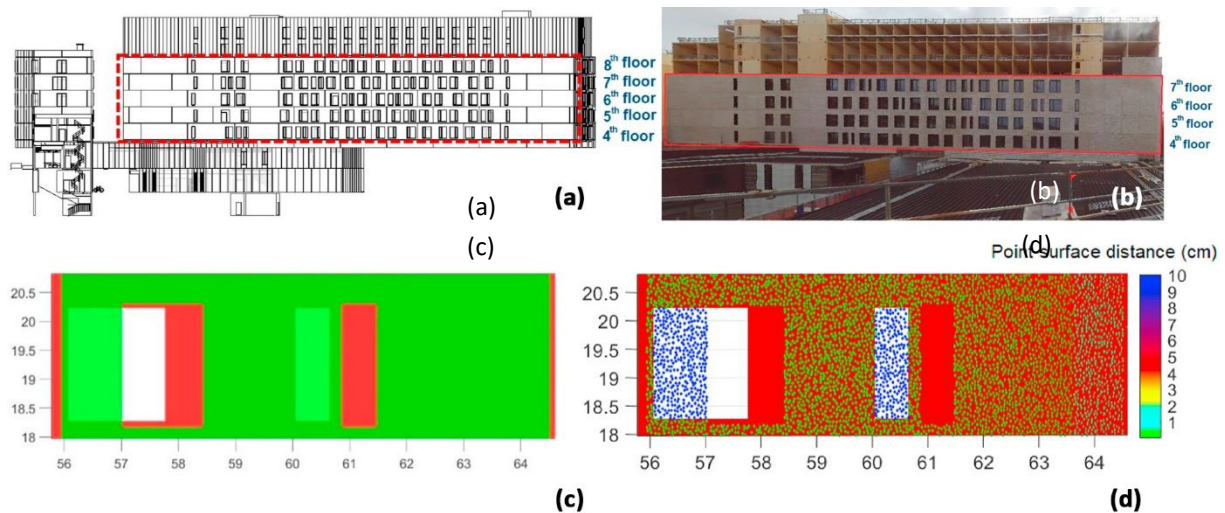 8th floor
7th floor
6th floor
5th floor
4th floor
(a)
(a)
7th floor
6th floor
5th floor
4th floor
(b)
(b)
(c)
20.5
20
19.5
19
18.5
18
56 57 58 59 60 61 62 63 64
(c)
(d)
Point surface distance (cm)
20.5
20
19.5
19
18.5
18
56 57 58 59 60 61 62 63 64
10
9
8
7
6
5
4
3
2
1
(d)